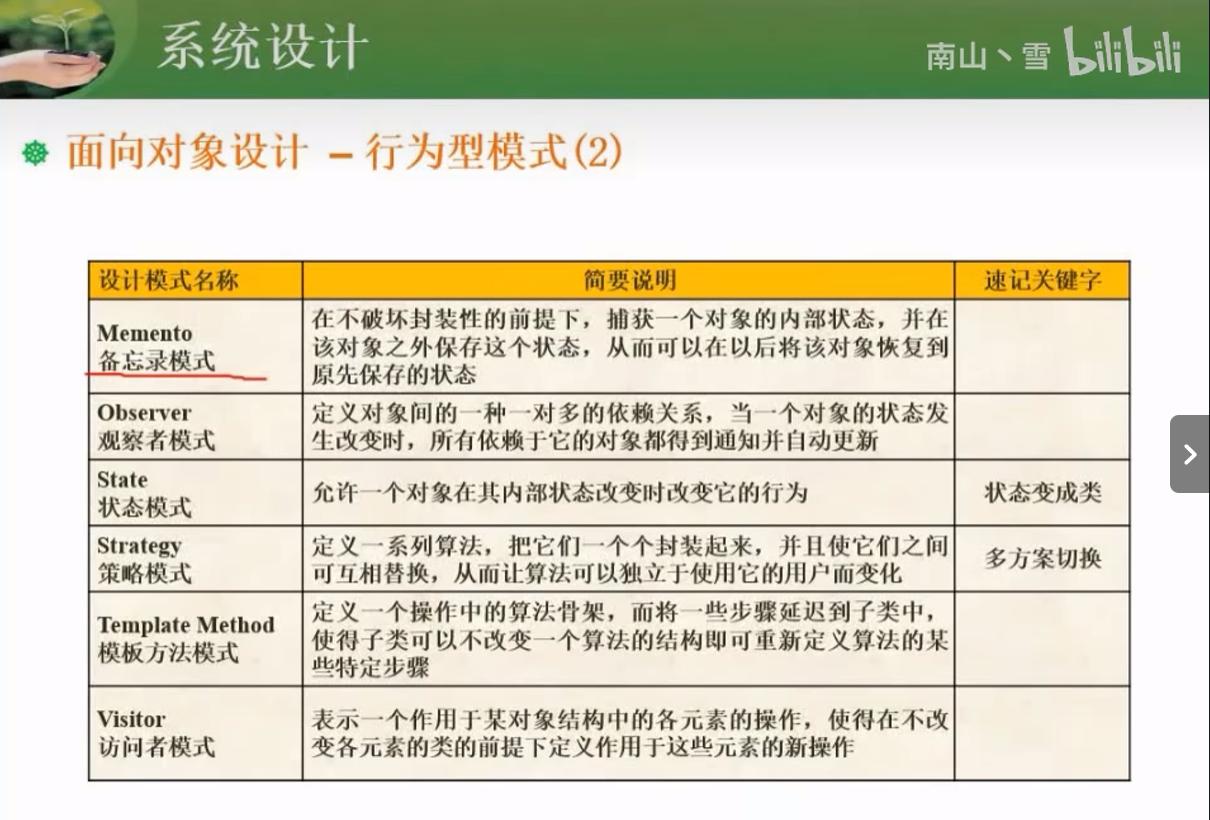 系统设计
南山丶雪 bilibili
面向对象设计 – 行为型模式(2)
设计模式名称 简要说明 速记关键字
Memento
备忘录模式
在不破坏封装性的前提下，捕获一个对象的内部状态，并在
该对象之外保存这个状态，从而可以在以后将该对象恢复到
原先保存的状态
Observer
观察者模式
定义对象间的一种一对多的依赖关系，当一个对象的状态发
生改变时，所有依赖于它的对象都得到通知并自动更新
State
状态模式
允许一个对象在其内部状态改变时改变它的行为
状态变成类
Strategy
策略模式
定义一系列算法，把它们一个个封装起来，并且使它们之间
可互相替换，从而让算法可以独立于使用它的用户而变化
多方案切换
Template Method
模板方法模式
定义一个操作中的算法骨架，而将一些步骤延迟到子类中，
使得子类可以不改变一个算法的结构即可重新定义算法的某
些特定步骤
Visitor
访问者模式
表示一个作用于某对象结构中的各元素的操作，使得在不改
变各元素的类的前提下定义作用于这些元素的新操作